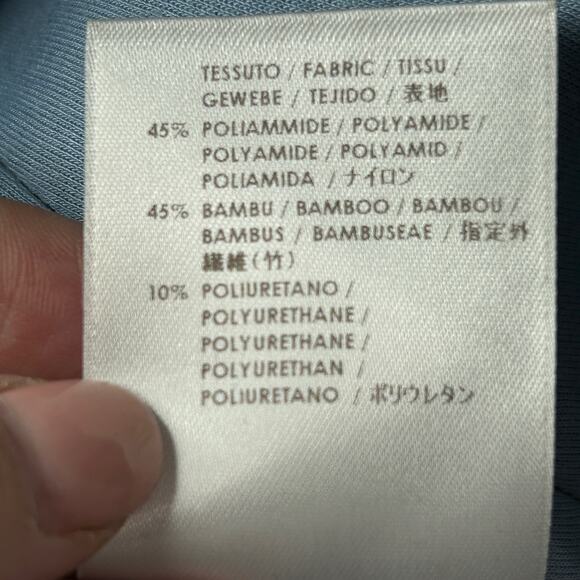 TESSUTO / FABRIC / TISSU /
GEWEBE / TEJIDO / 表地
45% POLIAMMIDE / POLYAMIDE /
POLYAMIDE / POLYAMID /
POLIAMIDA / ナイロン
45% BAMBU / BAMBOO / BAMBOU /
BAMBUS / BAMBUSEAE / 指定外
繊維(竹)
10% POLIURETANO /
POLYURETHANE /
POLYURETHANE /
POLYURETHAN /
POLIURETANO / ポリウレタン